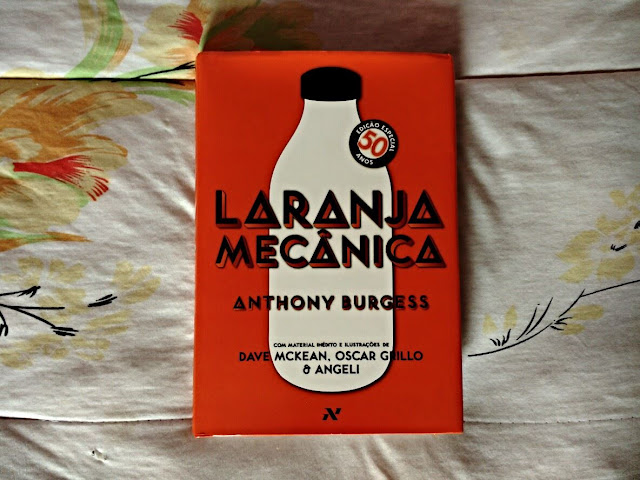 EDIÇÃO ESPECIAL
50
ANOS
LARANJA
MECÂNICA
ANTHONY BURGESS
COM MATERIAL INÉDITO E ILUSTRAÇÕES DE
DAVE MCKEAN, OSCAR GRILLO
& ANGELI